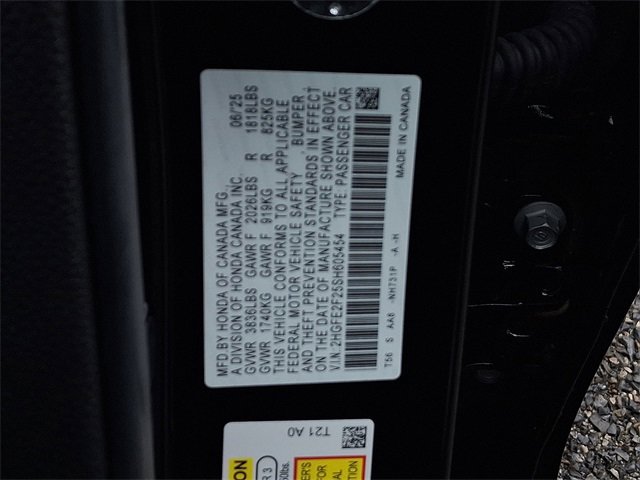 MFD BY HONDA OF CANADA MFG., 06/25
A DIVISION OF HONDA CANADA INC.
GVWR 3836LBS GAWR F 2026LBS R 1818LBS
GVWR 1740KG GAWR F 919KG R 825KG
THIS VEHICLE CONFORMS TO ALL APPLICABLE
FEDERAL MOTOR VEHICLE SAFETY BUMPER
AND THEFT PREVENTION STANDARDS IN EFFECT
ON THE DATE OF MANUFACTURE SHOWN ABOVE.
V.I.N. 2HGFE2F25SH605454 TYPE PASSENGER CAR
T56 S AA6 -NH731P -A -H MADE IN CANADA
T21 A0